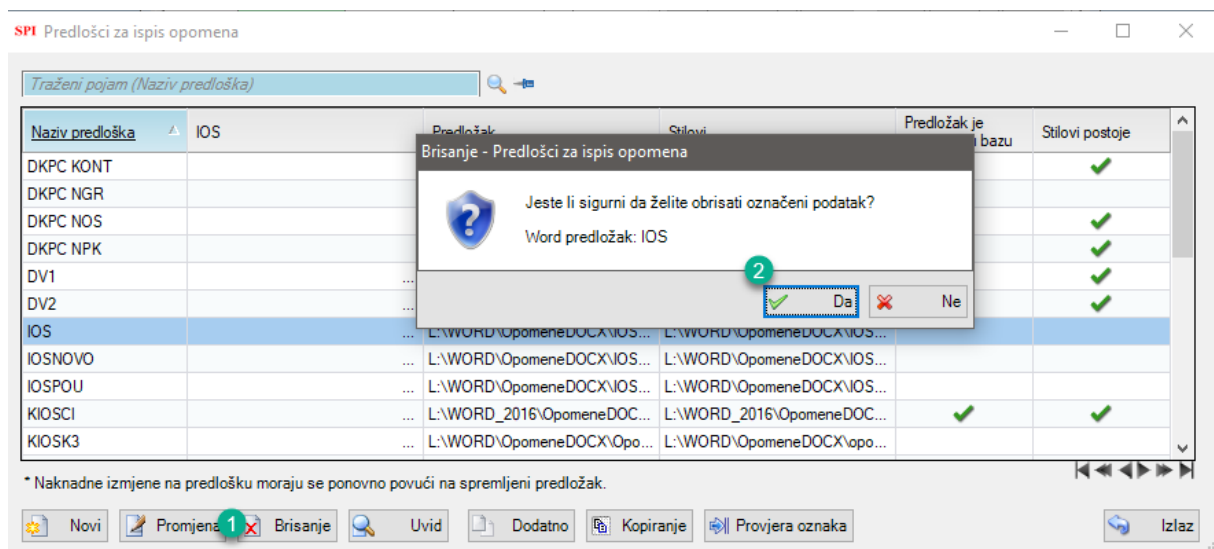 SPI Predlošci za ispis opomena
Traženi pojam (Naziv predloška)
Naziv predloška IOS Predložak Stilovi Predložak je bazu Stilovi postoje
DKPC KONT
DKPC NGR
DKPC NOS
DKPC NPK
DV1 ...
DV2 ...
Brisanje - Predlošci za ispis opomena
Jeste li sigurni da želite obrisati označeni podatak?
Word predložak: IOS
2
Da Ne
IOS ... L:\WORD\OpomeneDOCX\IOS... L:\WORD\OpomeneDOCX\IOS...
IOSNOVO ... L:\WORD\OpomeneDOCX\IOS... L:\WORD\OpomeneDOCX\IOS...
IOSPOU ... L:\WORD\OpomeneDOCX\IOS... L:\WORD\OpomeneDOCX\IOS...
KIOSCI ... L:\WORD_2016\OpomeneDOC... L:\WORD_2016\OpomeneDOC...
KIOSK3 ... L:\WORD\OpomeneDOCX\Opo... L:\WORD\OpomeneDOCX\opo...
* Naknadne izmjene na predlošku moraju se ponovno povući na spremljeni predložak.
Novi Promjena 1 Brisanje Uvid Dodatno Kopiranje Provjera oznaka Izlaz